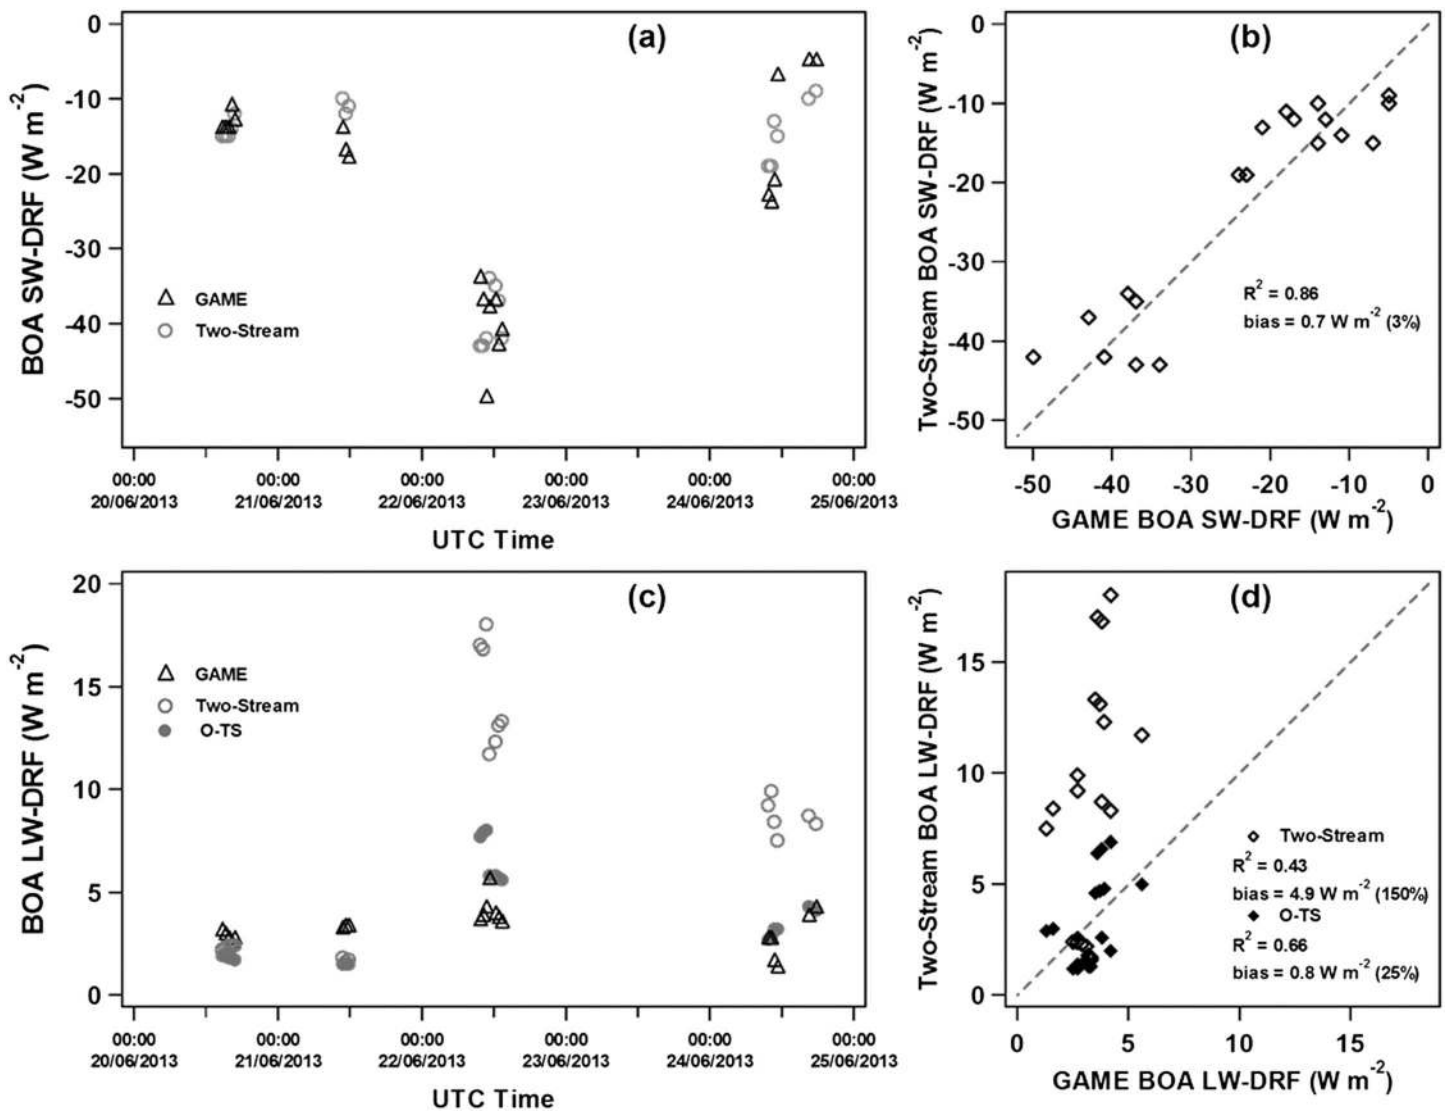 (a)
BOA SW-DRF (W m⁻²)
0
-10
-20
-30
-40
-50
GAME
Two-Stream
00:00 00:00 00:00 00:00 00:00 00:00
20/06/2013 21/06/2013 22/06/2013 23/06/2013 24/06/2013 25/06/2013
UTC Time
(b)
Two-Stream BOA SW-DRF (W m⁻²)
0
-10
-20
-30
-40
-50
R² = 0.86
bias = 0.7 W m⁻² (3%)
-50 -40 -30 -20 -10 0
GAME BOA SW-DRF (W m⁻²)
(c)
BOA LW-DRF (W m⁻²)
20
15
10
5
0
GAME
Two-Stream
O-TS
00:00 00:00 00:00 00:00 00:00 00:00
20/06/2013 21/06/2013 22/06/2013 23/06/2013 24/06/2013 25/06/2013
UTC Time
(d)
Two-Stream BOA LW-DRF (W m⁻²)
15
10
5
0
Two-Stream
R² = 0.43
bias = 4.9 W m⁻² (150%)
O-TS
R² = 0.66
bias = 0.8 W m⁻² (25%)
0 5 10 15
GAME BOA LW-DRF (W m⁻²)